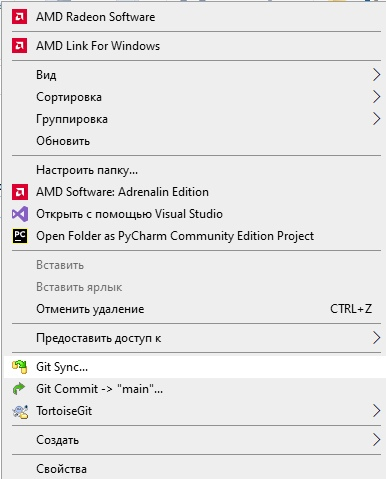 AMD Radeon Software
AMD Link For Windows
Вид
Сортировка
Группировка
Обновить
Настроить папку...
AMD Software: Adrenalin Edition
Открыть с помощью Visual Studio
PC Open Folder as PyCharm Community Edition Project
Вставить
Вставить ярлык
Отменить удаление CTRL+Z
Предоставить доступ к
Git Sync...
Git Commit -> "main"...
TortoiseGit
Создать
Свойства